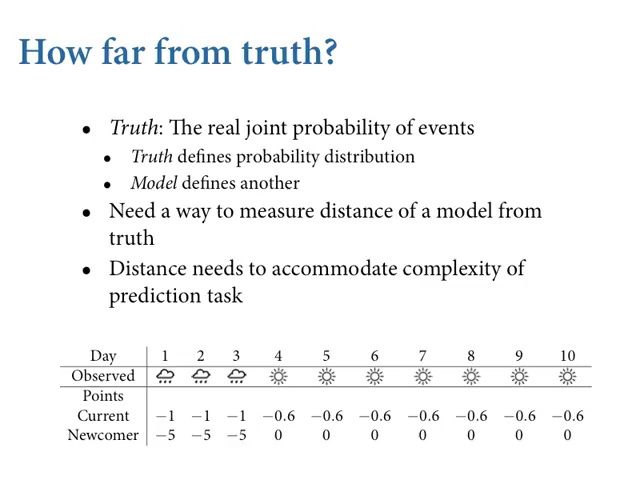 How far from truth?
• Truth: The real joint probability of events
• Truth defines probability distribution
• Model defines another
• Need a way to measure distance of a model from
truth
• Distance needs to accommodate complexity of
prediction task
Day 1 2 3 4 5 6 7 8 9 10
Observed
Points
Current −1 −1 −1 −0.6 −0.6 −0.6 −0.6 −0.6 −0.6 −0.6
Newcomer −5 −5 −5 0 0 0 0 0 0 0